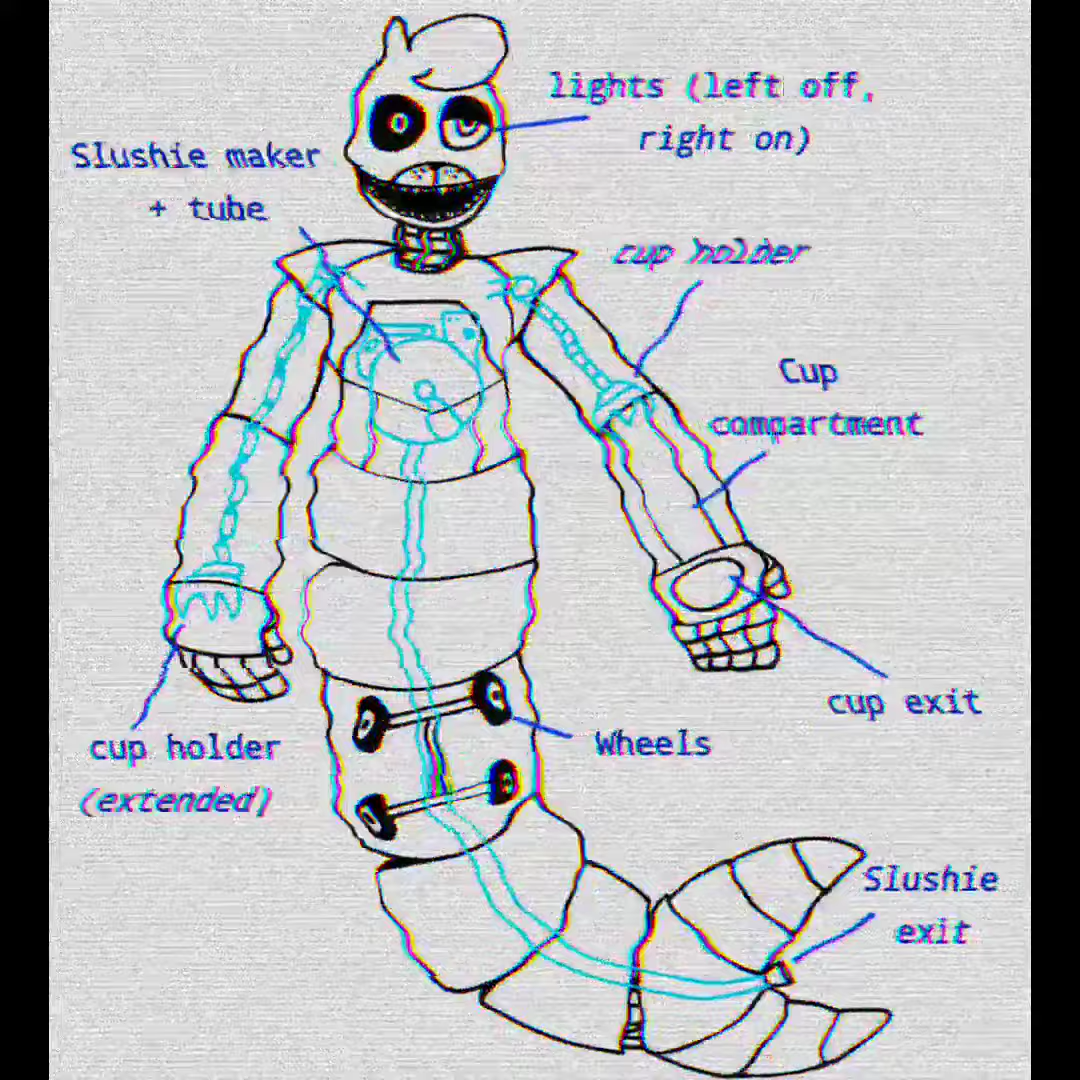 lights (left off,
right on)
Slushie maker
+ tube
cup holder
Cup
compartment
cup exit
cup holder
(extended)
Wheels
Slushie
exit